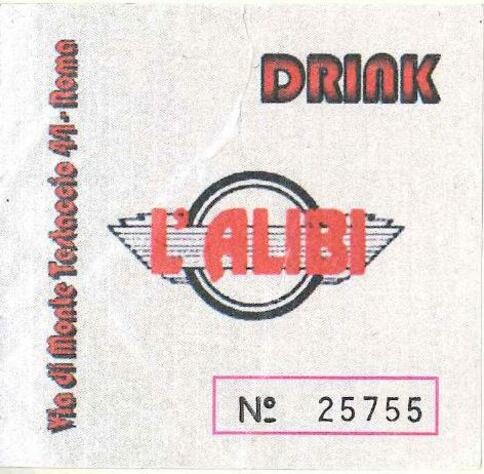 DRINK
L'ALIBI
Via di Monte Testaccio 44-Roma
Nº 25755